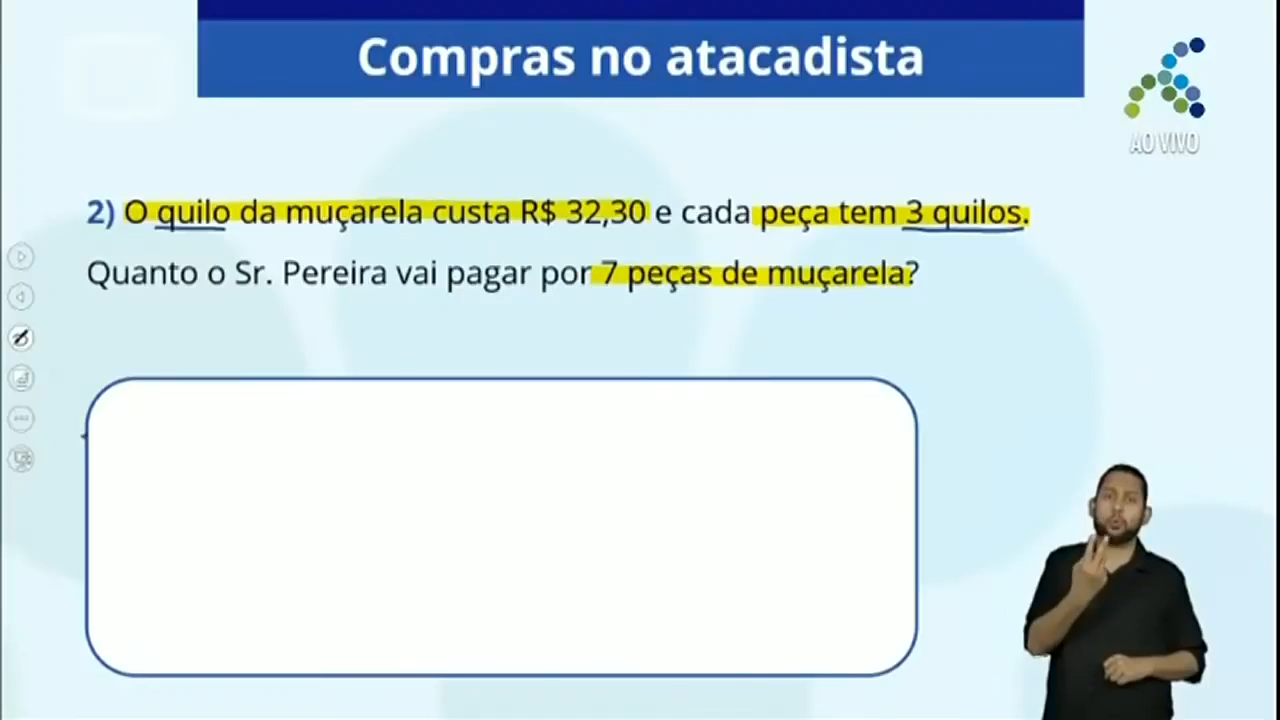 Compras no atacadista
AO VIVO
2) O quilo da muçarela custa R$ 32,30 e cada peça tem 3 quilos.
Quanto o Sr. Pereira vai pagar por 7 peças de muçarela?